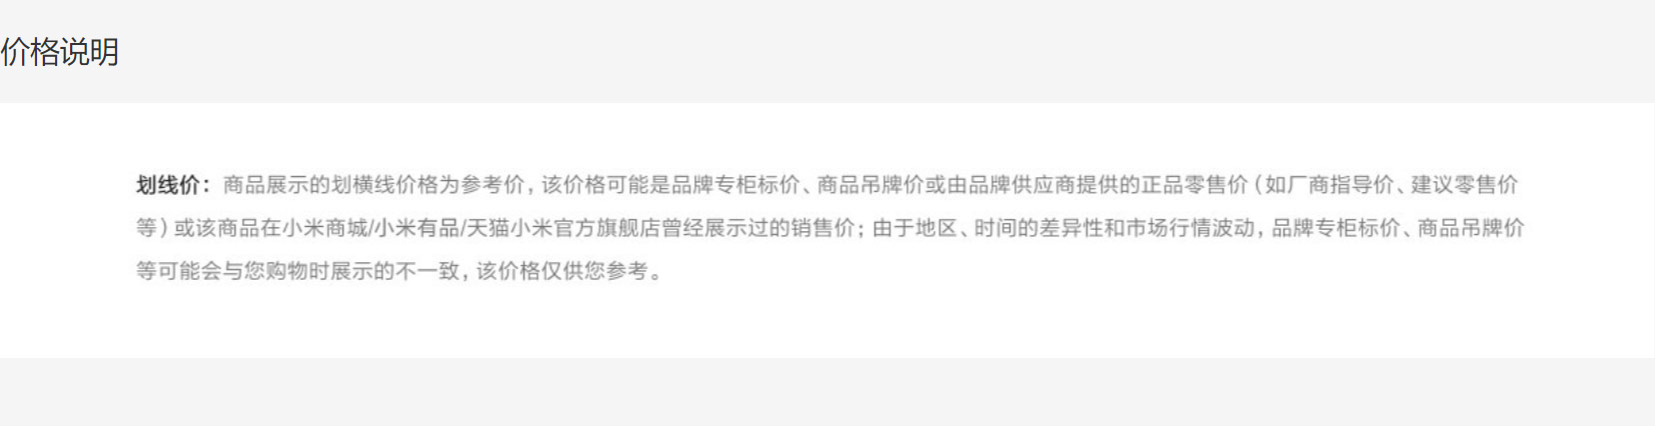 价格说明
划线价：商品展示的划横线价格为参考价，该价格可能是品牌专柜标价、商品吊牌价或由品牌供应商提供的正品零售价（如厂商指导价、建议零售价
等）或该商品在小米商城/小米有品/天猫小米官方旗舰店曾经展示过的销售价；由于地区、时间的差异性和市场行情波动，品牌专柜标价、商品吊牌价
等可能会与您购物时展示的不一致，该价格仅供您参考。